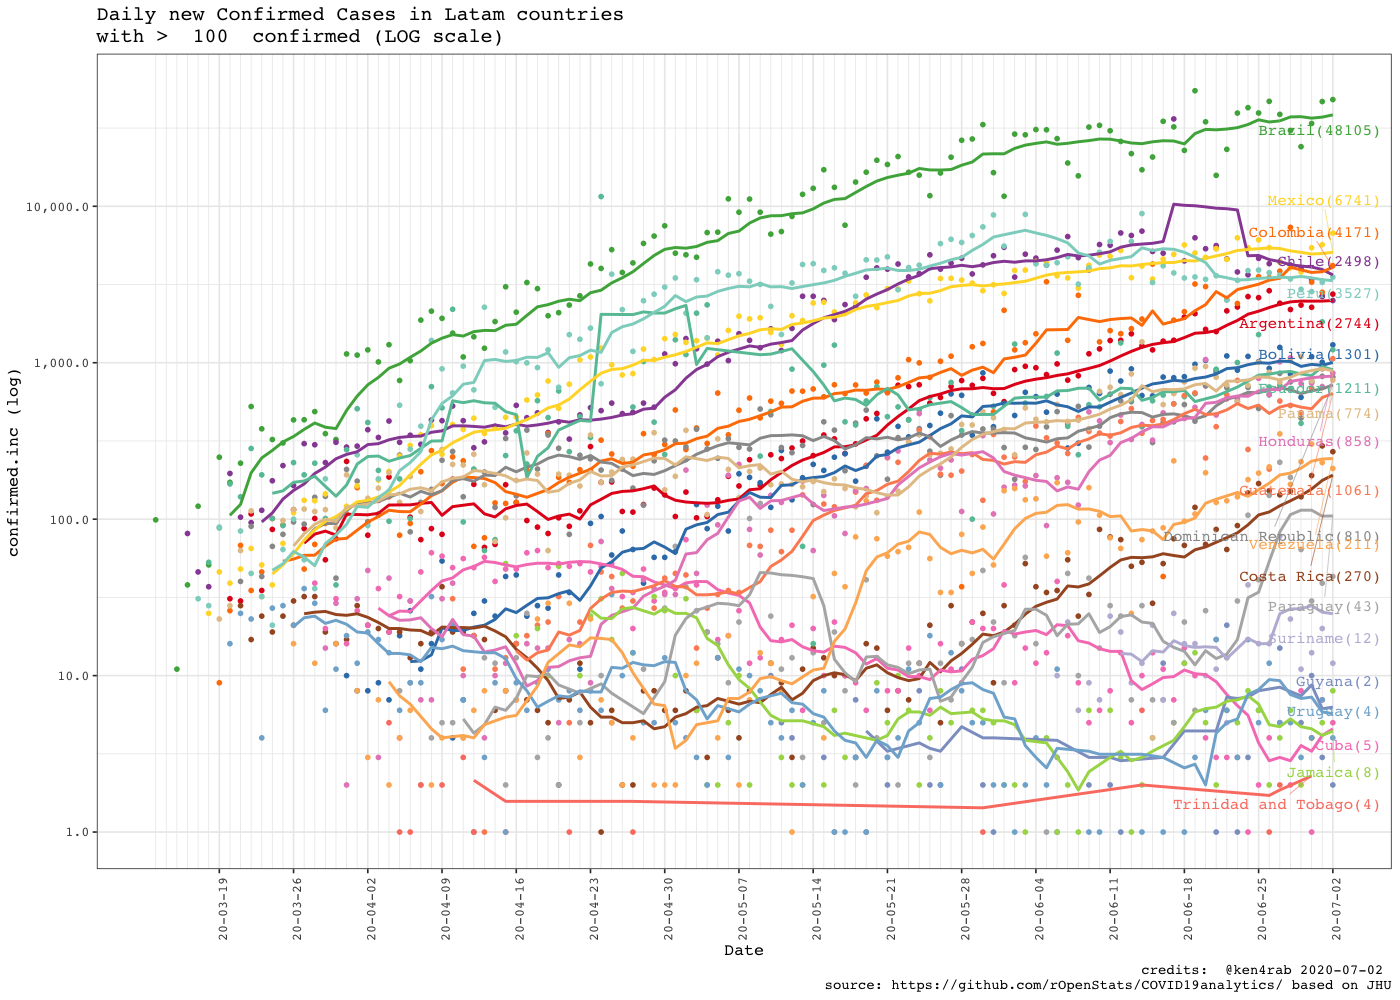 Daily new Confirmed Cases in Latam countries
with >  100  confirmed (LOG scale)
confirmed.inc (log)
10,000.0
1,000.0
100.0
10.0
1.0
Brazil(48105)
Mexico(6741)
Colombia(4171)
Chile(2498)
Peru(3527)
Argentina(2744)
Bolivia(1301)
Ecuador(1211)
Panama(774)
Honduras(858)
Guatemala(1061)
Dominican Republic(810)
Venezuela(211)
Costa Rica(270)
Paraguay(43)
Suriname(12)
Guyana(2)
Uruguay(4)
Cuba(5)
Jamaica(8)
Trinidad and Tobago(4)
20-03-19
20-03-26
20-04-02
20-04-09
20-04-16
20-04-23
20-04-30
20-05-07
20-05-14
20-05-21
20-05-28
20-06-04
20-06-11
20-06-18
20-06-25
20-07-02
Date
credits:  @ken4rab 2020-07-02
source: https://github.com/rOpenStats/COVID19analytics/ based on JHU